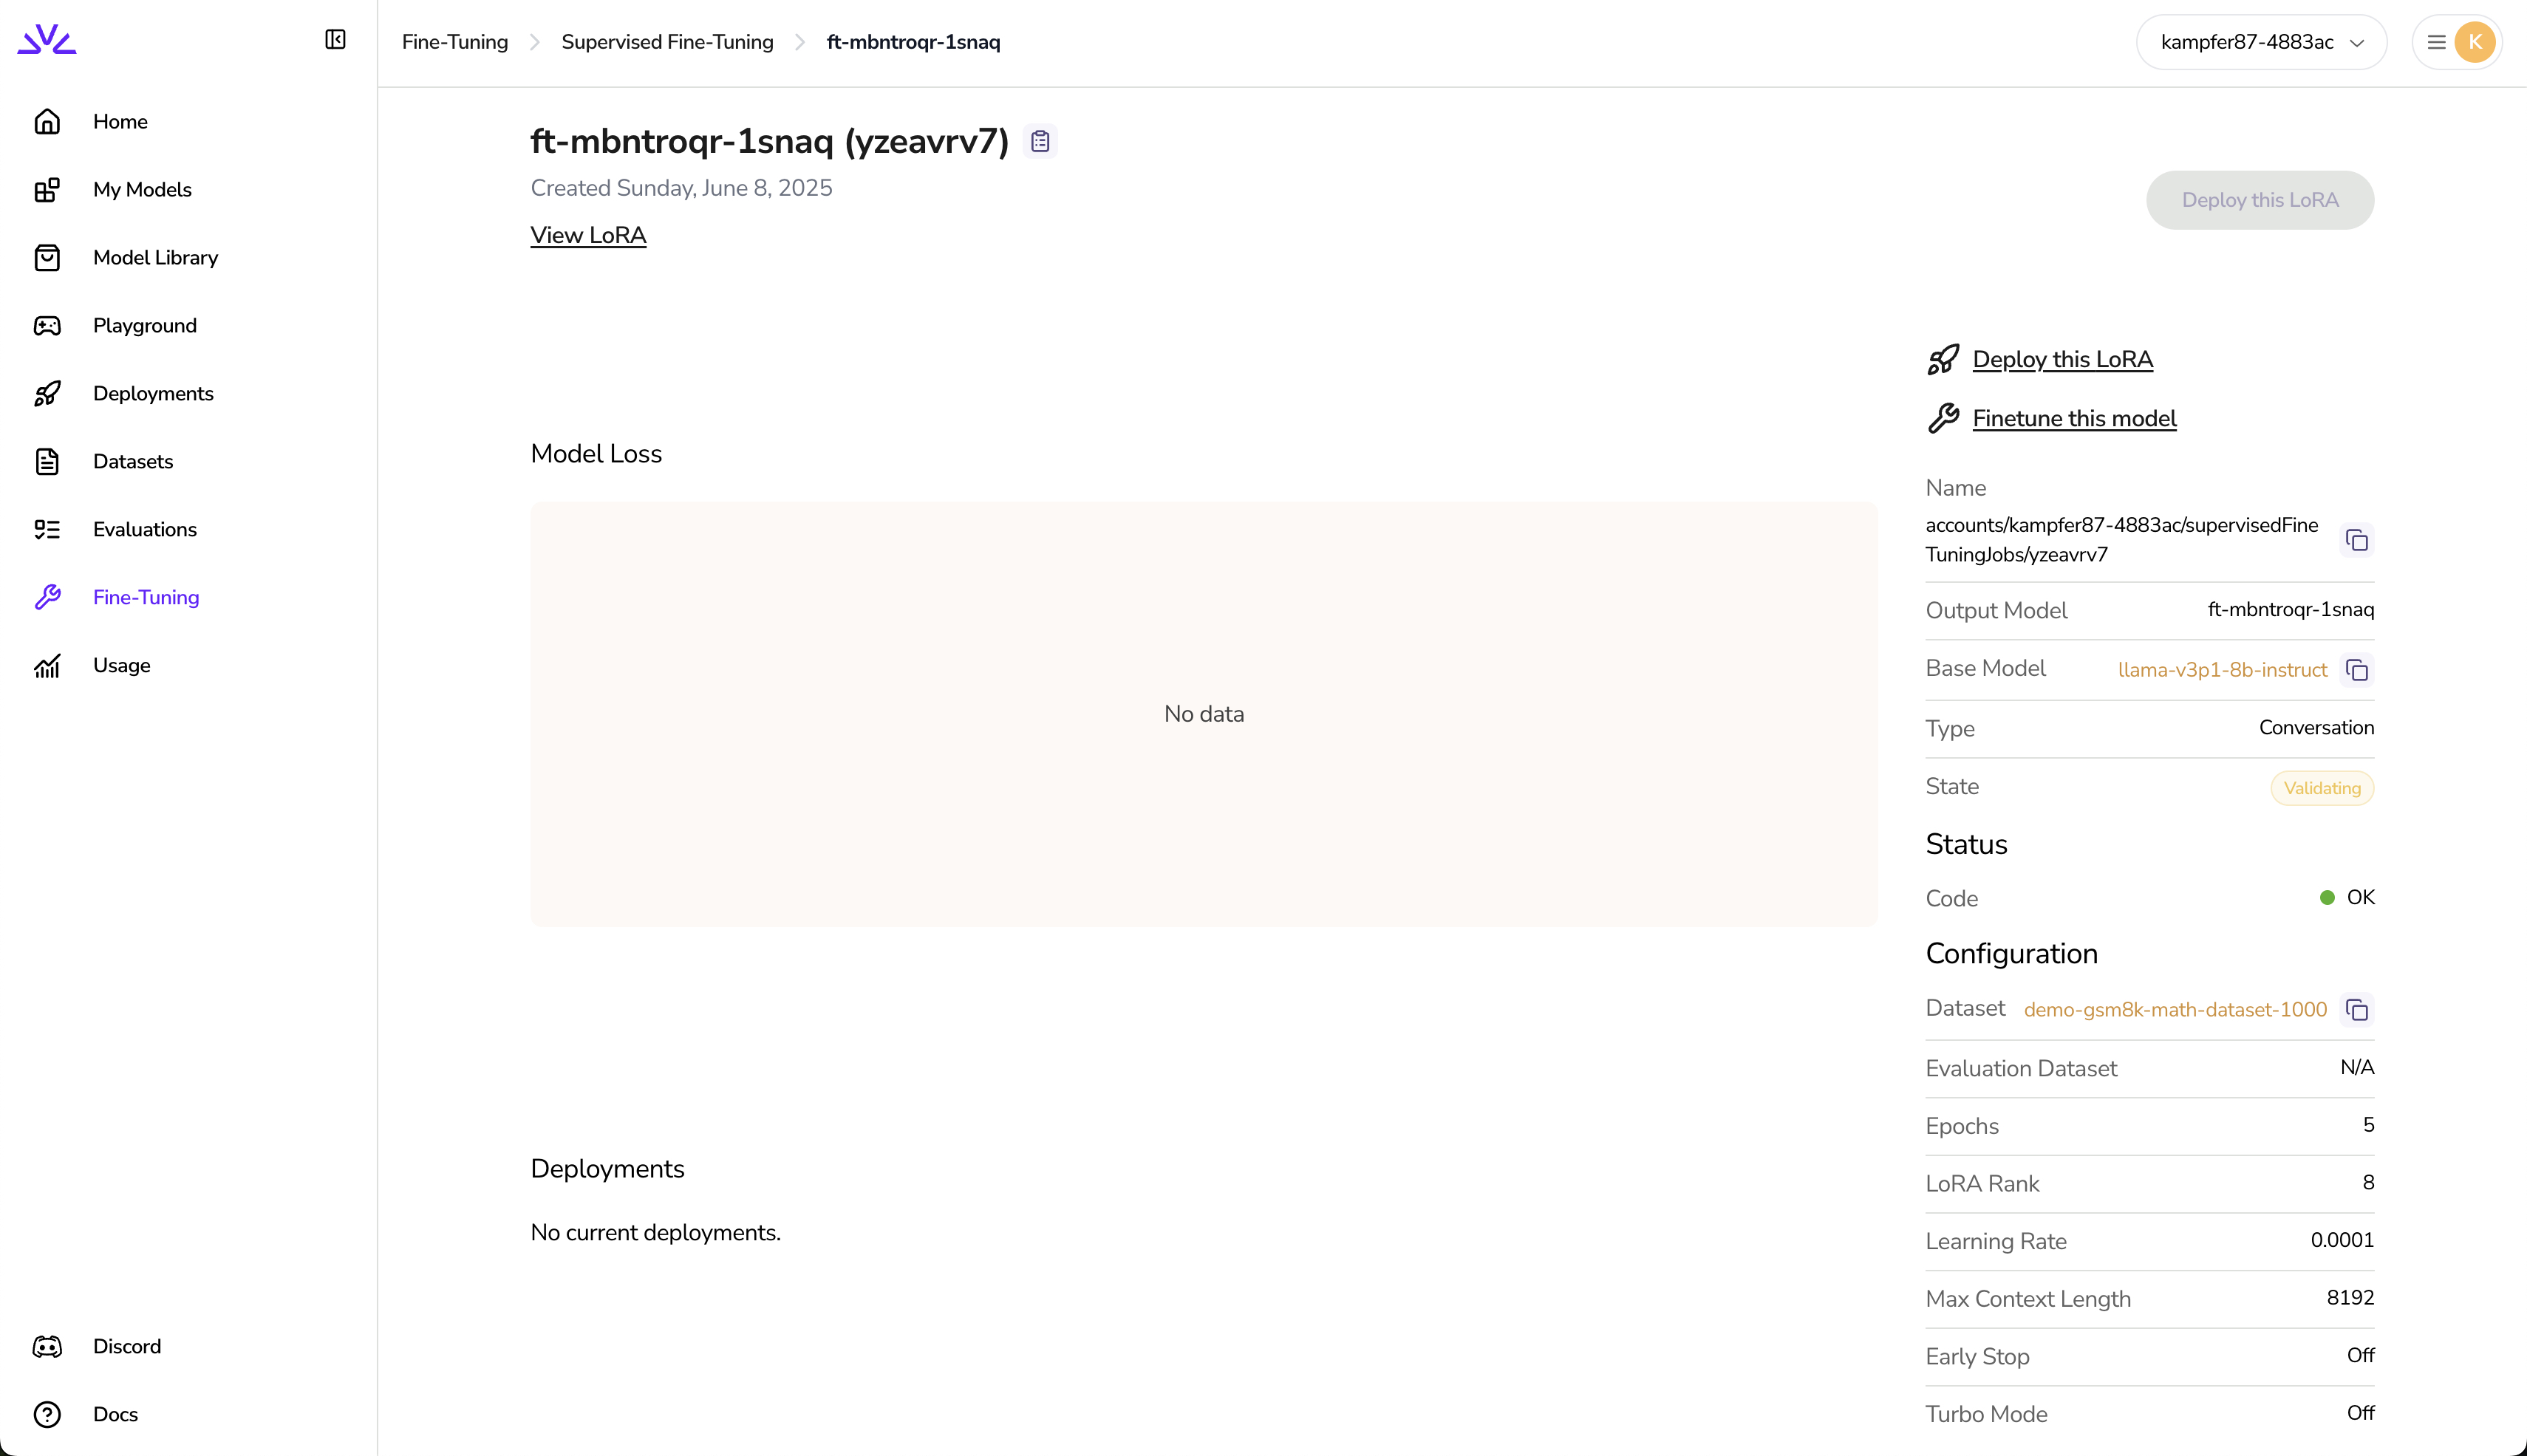 Home
My Models
Model Library
Playground
Deployments
Datasets
Evaluations
Fine-Tuning
Usage
Discord
Docs
Fine-Tuning
Supervised Fine-Tuning
ft-mbntroqr-1snaq
kampfer87-4883ac
K
ft-mbntroqr-1snaq (yzeavrv7)
Created Sunday, June 8, 2025
View LoRA
Deploy this LoRA
Model Loss
No data
Deployments
No current deployments.
Deploy this LoRA
Finetune this model
Name
accounts/kampfer87-4883ac/supervisedFine
TuningJobs/yzeavrv7
Output Model ft-mbntroqr-1snaq
Base Model llama-v3p1-8b-instruct
Type Conversation
State Validating
Status
Code OK
Configuration
Dataset demo-gsm8k-math-dataset-1000
Evaluation Dataset N/A
Epochs 5
LoRA Rank 8
Learning Rate 0.0001
Max Context Length 8192
Early Stop Off
Turbo Mode Off